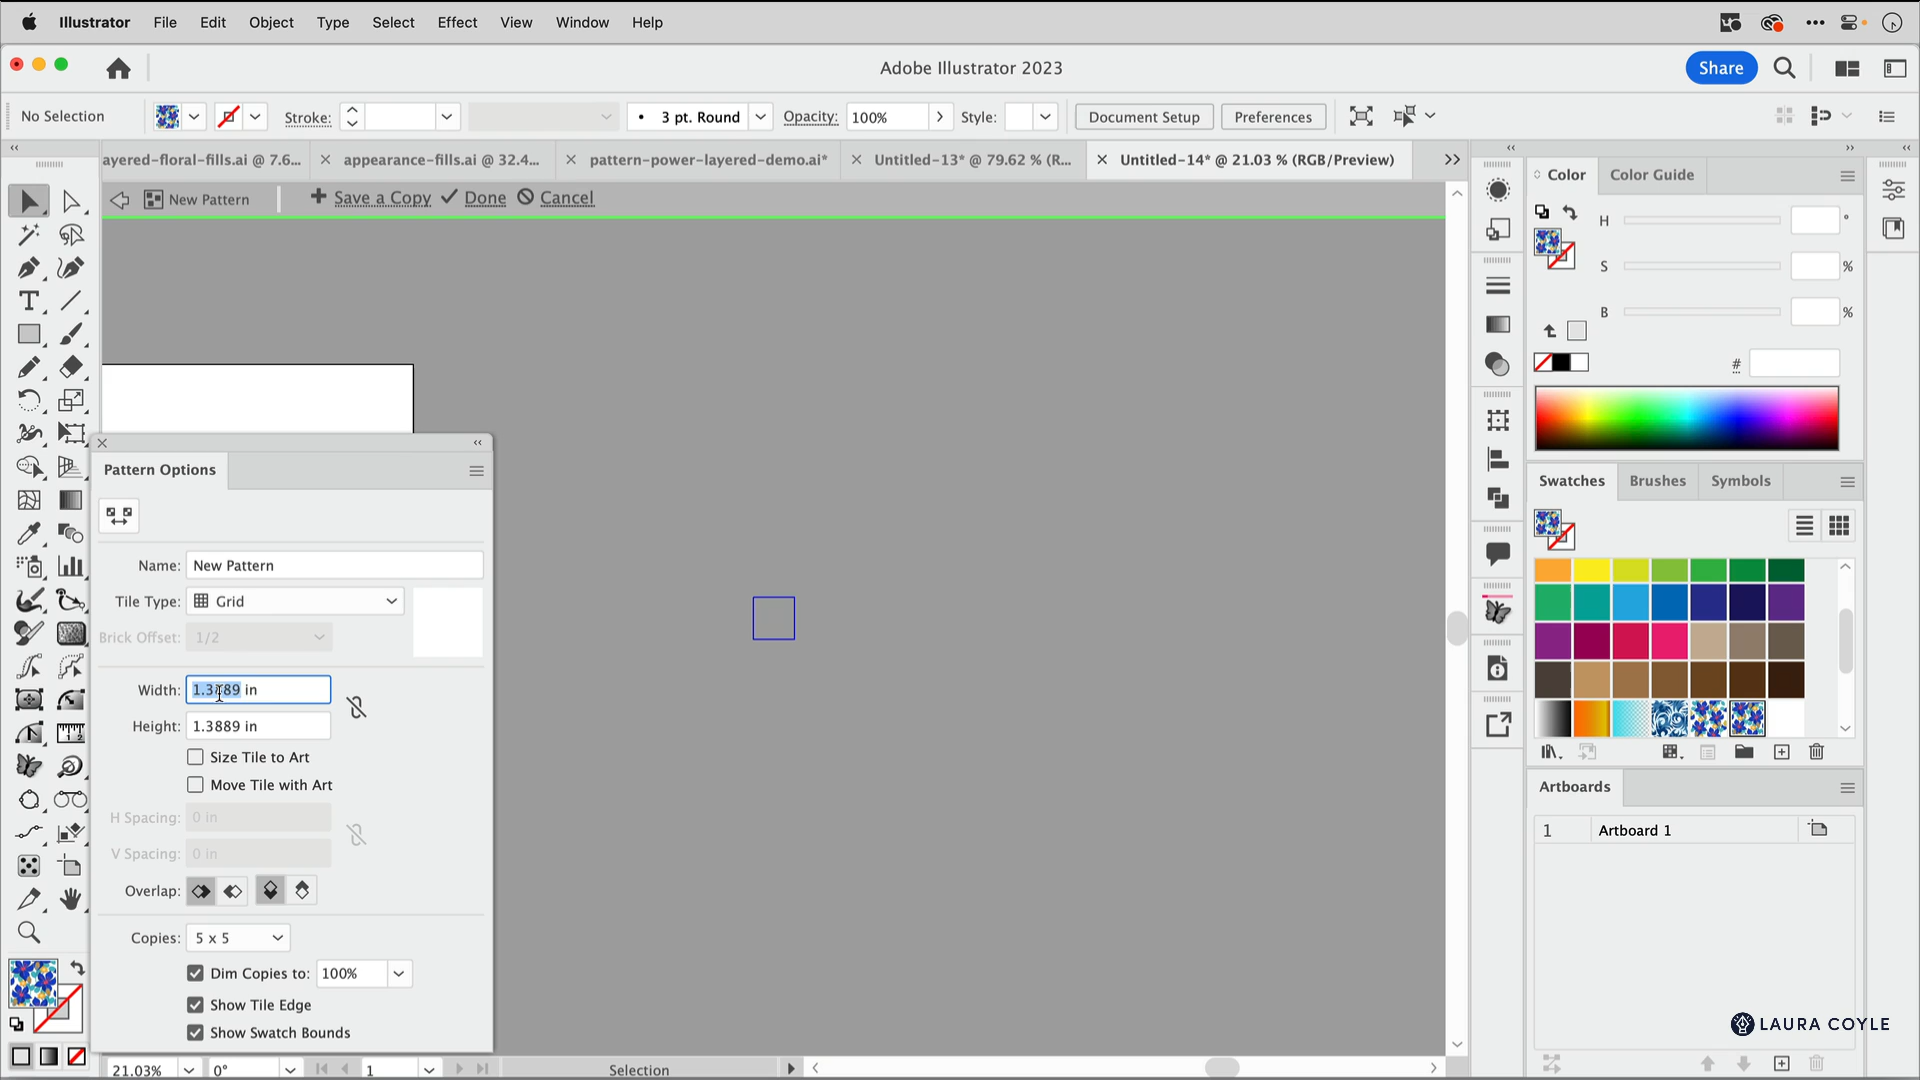 Illustrator File Edit Object Type Select Effect View Window Help
Adobe Illustrator 2023
Share
No Selection
Stroke:
3 pt. Round
Opacity: 100%
Style:
Document Setup
Preferences
ayered-floral-fills.ai @ 7.6...
appearance-fills.ai @ 32.4...
pattern-power-layered-demo.ai*
Untitled-13* @ 79.62 % (R...
Untitled-14* @ 21.03 % (RGB/Preview)
New Pattern
Save a Copy
Done
Cancel
Pattern Options
Name: New Pattern
Tile Type: Grid
Brick Offset: 1/2
Width: 1.3889 in
Height: 1.3889 in
Size Tile to Art
Move Tile with Art
H Spacing: 0 in
V Spacing: 0 in
Overlap:
Copies: 5 x 5
Dim Copies to: 100%
Show Tile Edge
Show Swatch Bounds
21.03% 0° 1 Selection
Color
Color Guide
H °
S %
B %
#
Swatches
Brushes
Symbols
Artboards
1 Artboard 1
LAURA COYLE